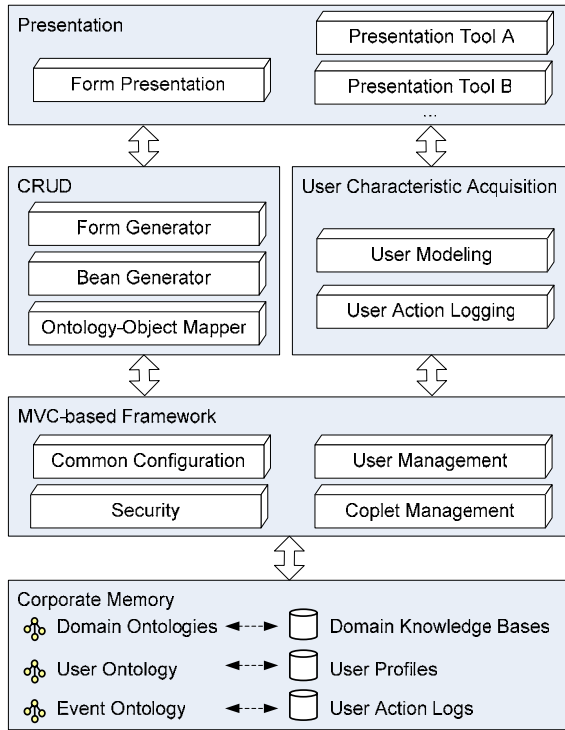 Presentation
Form Presentation
Presentation Tool A
Presentation Tool B
...
CRUD
Form Generator
Bean Generator
Ontology-Object Mapper
User Characteristic Acquisition
User Modeling
User Action Logging
MVC-based Framework
Common Configuration
User Management
Security
Coplet Management
Corporate Memory
Domain Ontologies
Domain Knowledge Bases
User Ontology
User Profiles
Event Ontology
User Action Logs